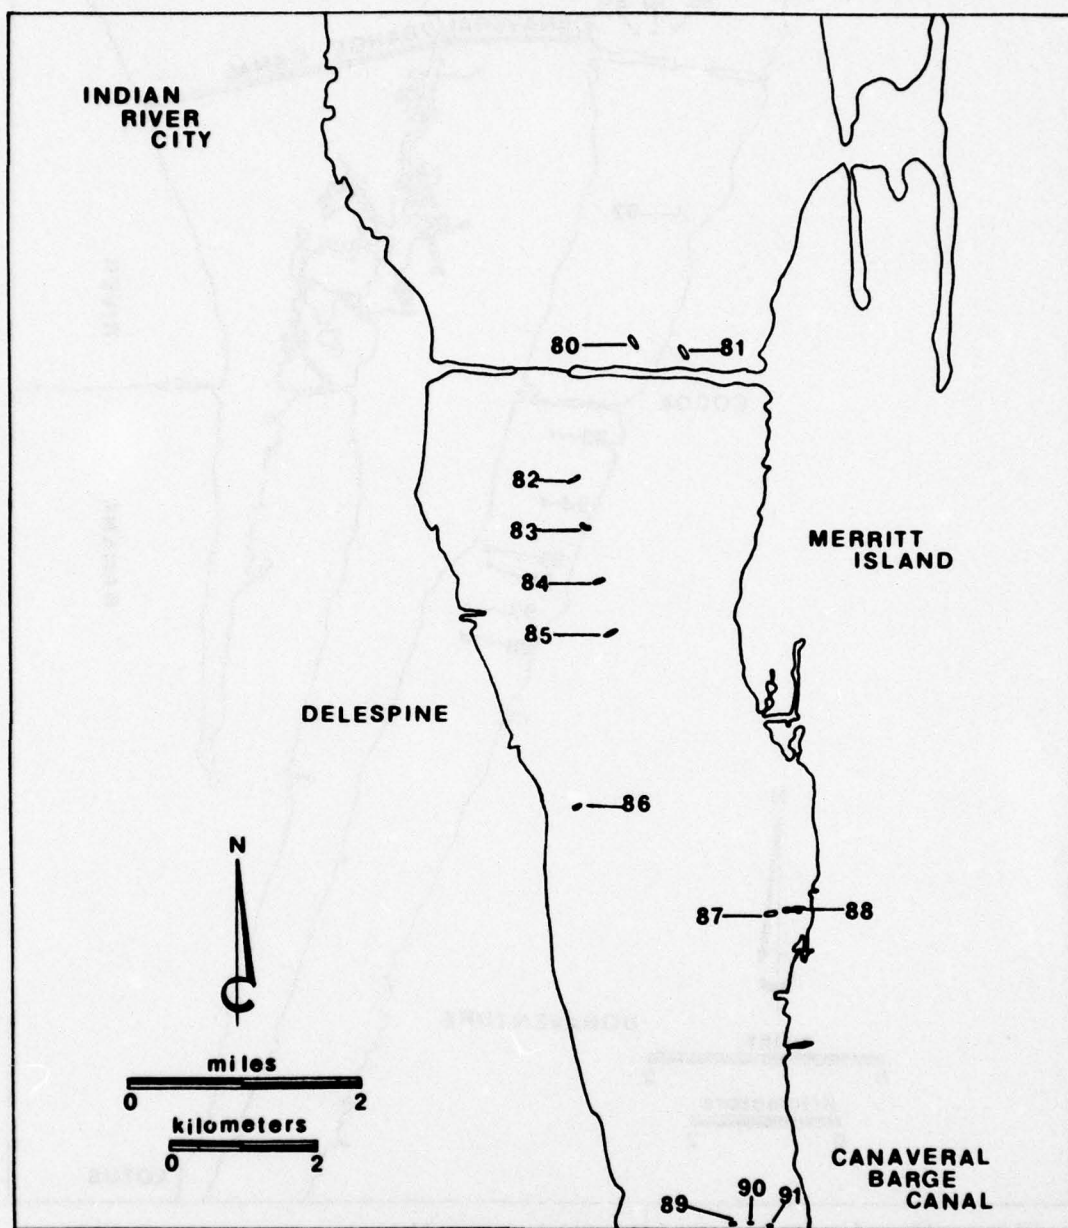 INDIAN
RIVER
CITY
80
81
82
83
84
85
MERRITT
ISLAND
DELESPINE
86
87
88
N
C
miles
0 2
kilometers
0 2
CANAVERAL
BARGE
CANAL
89
90
91